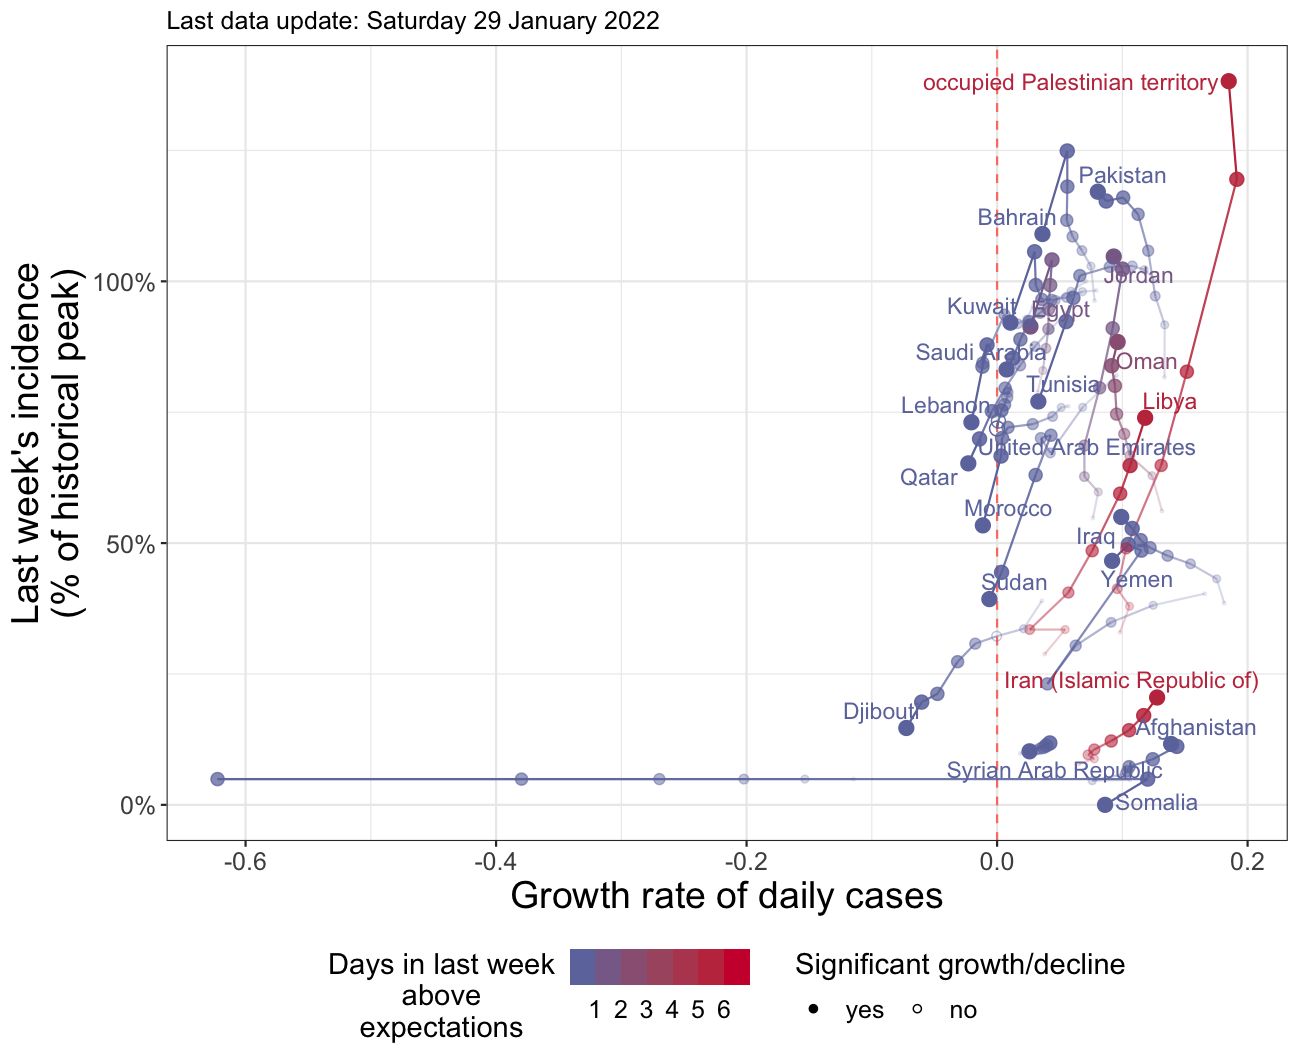 Last data update: Saturday 29 January 2022
Last week's incidence
(% of historical peak)
100%
50%
0%
occupied Palestinian territory
Pakistan
Bahrain
Jordan
Kuwait
Egypt
Saudi Arabia
Oman
Tunisia
Libya
Lebanon
United Arab Emirates
Qatar
Morocco
Iraq
Yemen
Sudan
Iran (Islamic Republic of)
Djibouti
Afghanistan
Syrian Arab Republic
Somalia
-0.6
-0.4
-0.2
0.0
0.2
Growth rate of daily cases
Days in last week
above
expectations
1 2 3 4 5 6
Significant growth/decline
yes
no